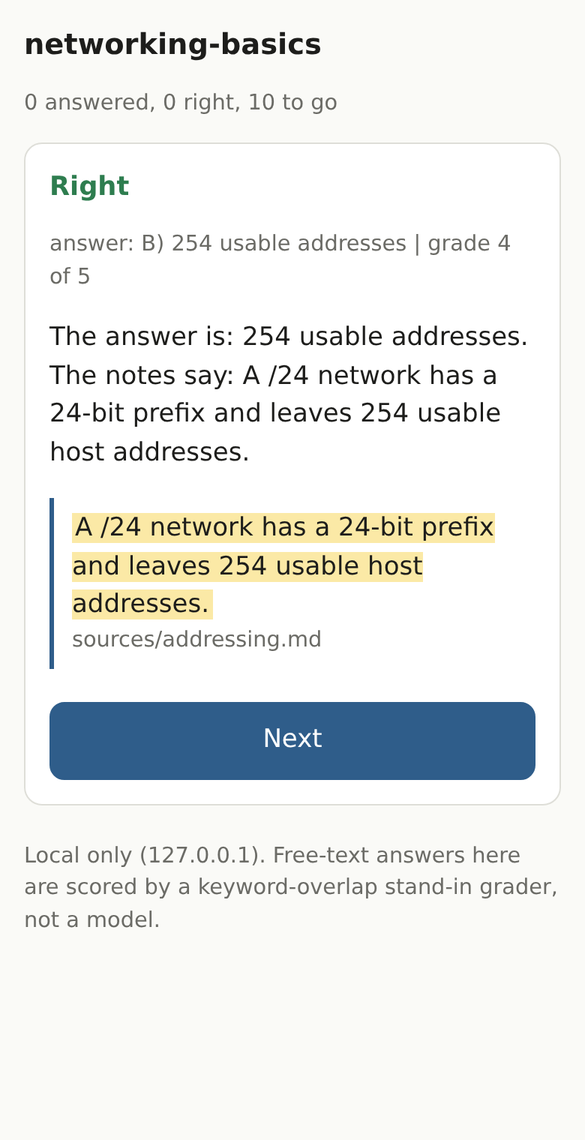 networking-basics
0 answered, 0 right, 10 to go
Right
answer: B) 254 usable addresses | grade 4
of 5
The answer is: 254 usable addresses.
The notes say: A /24 network has a
24-bit prefix and leaves 254 usable
host addresses.
A /24 network has a 24-bit prefix
and leaves 254 usable host
addresses.
sources/addressing.md
Next
Local only (127.0.0.1). Free-text answers here
are scored by a keyword-overlap stand-in grader,
not a model.